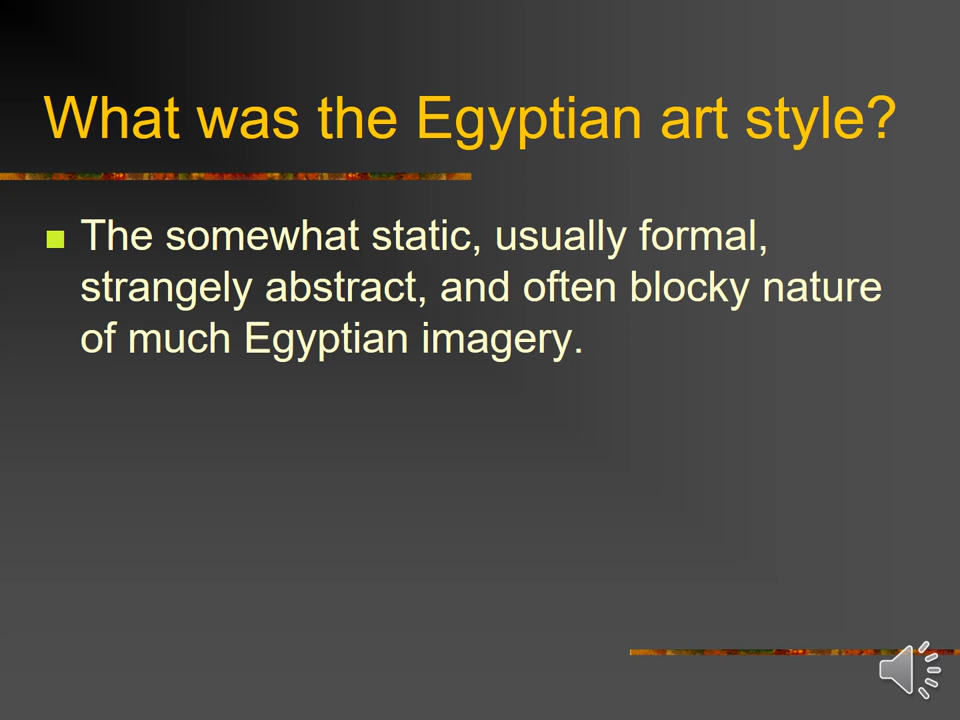 What was the Egyptian art style?
The somewhat static, usually formal,
strangely abstract, and often blocky nature
of much Egyptian imagery.